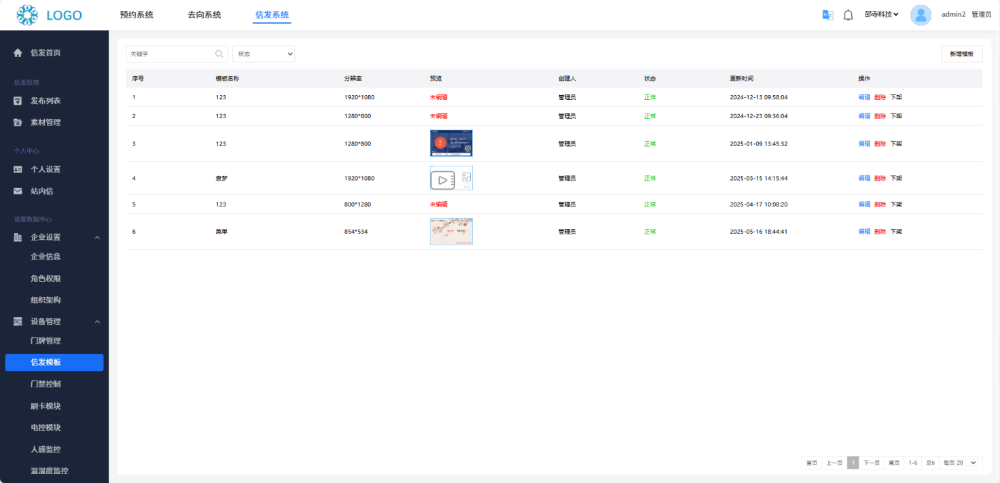 LOGO 预约系统 去向系统 信发系统 邵寺科技 admin2 管理员
信发首页
信发应用
发布列表
素材管理
个人中心
个人设置
站内信
设置数据中心
企业设置
企业信息
角色权限
组织架构
设备管理
门牌管理
信发模板
门禁控制
刷卡模块
电控模块
人感监控
温湿度监控
关键字 状态 新增模板
序号 模板名称 分辨率 预览 创建人 状态 更新时间 操作
1 123 1920*1080 未编辑 管理员 正常 2024-12-13 09:58:04 编辑 删除 下架
2 123 1280*800 未编辑 管理员 正常 2024-12-23 09:36:04 编辑 删除 下架
3 123 1280*800 管理员 正常 2025-01-09 13:45:32 编辑 删除 下架
4 袁梦 1920*1080 管理员 正常 2025-03-15 14:15:44 编辑 删除 下架
5 123 800*1280 未编辑 管理员 正常 2025-04-17 10:08:20 编辑 删除 下架
6 菜单 854*534 管理员 正常 2025-05-16 18:44:41 编辑 删除 下架
首页 上一页 1 下一页 尾页 1-6 总6 每页 20